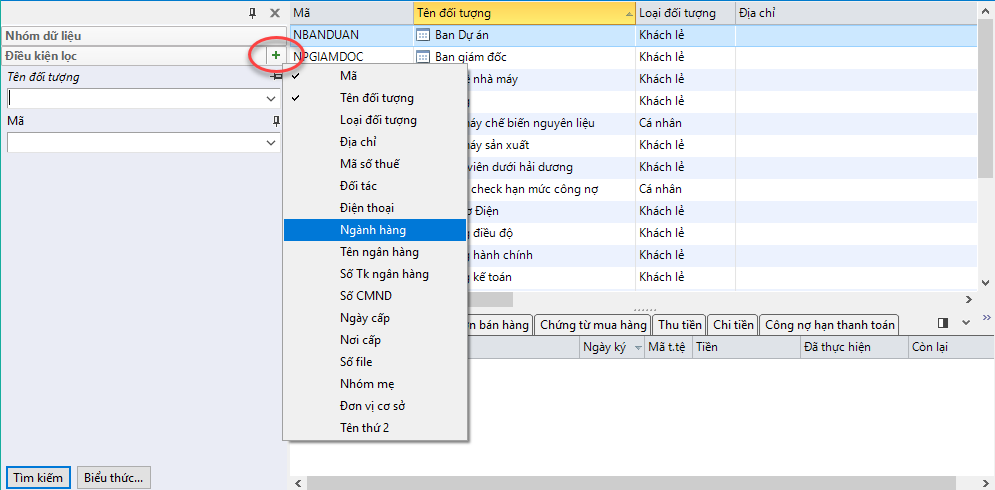 Mã Tên đối tượng Loại đối tượng Địa chỉ
Nhóm dữ liệu
Điều kiện lọc
Tên đối tượng
Mã
NBANDUAN Ban Dự án Khách lẻ
NPGIAMDOC Ban giám đốc Khách lẻ
nhà máy Khách lẻ
Khách lẻ
máy chế biến nguyên liệu Cá nhân
máy sản xuất Khách lẻ
viên dưới hải dương Khách lẻ
check hạn mức công nợ Cá nhân
Điện Khách lẻ
điều độ Khách lẻ
hành chính Khách lẻ
kế toán Khách lẻ
Mã
Tên đối tượng
Loại đối tượng
Địa chỉ
Mã số thuế
Đối tác
Điện thoại
Ngành hàng
Tên ngân hàng
Số Tk ngân hàng
Số CMND
Ngày cấp
Nơi cấp
Số file
Nhóm mẹ
Đơn vị cơ sở
Tên thứ 2
bán hàng Chứng từ mua hàng Thu tiền Chi tiền Công nợ hạn thanh toán
Ngày ký Mã t.tệ Tiền Đã thực hiện Còn lại
Tìm kiếm Biểu thức...